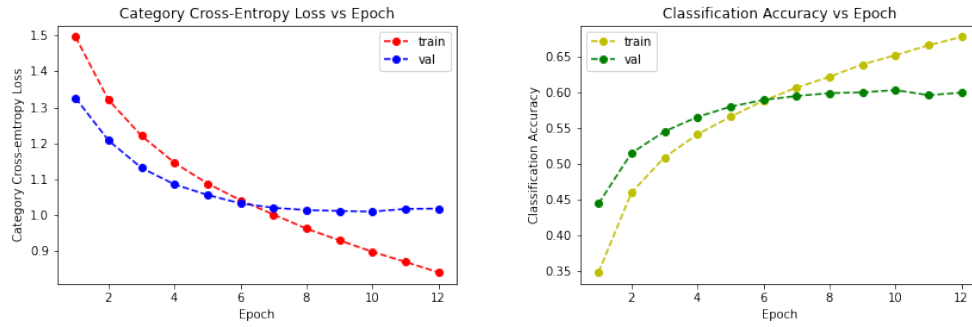 Category Cross-Entropy Loss vs Epoch
train
val
Category Cross-emtropy Loss
1.5
1.4
1.3
1.2
1.1
1.0
0.9
2 4 6 8 10 12
Epoch
Classification Accuracy vs Epoch
train
val
Classification Accuracy
0.65
0.60
0.55
0.50
0.45
0.40
0.35
2 4 6 8 10 12
Epoch